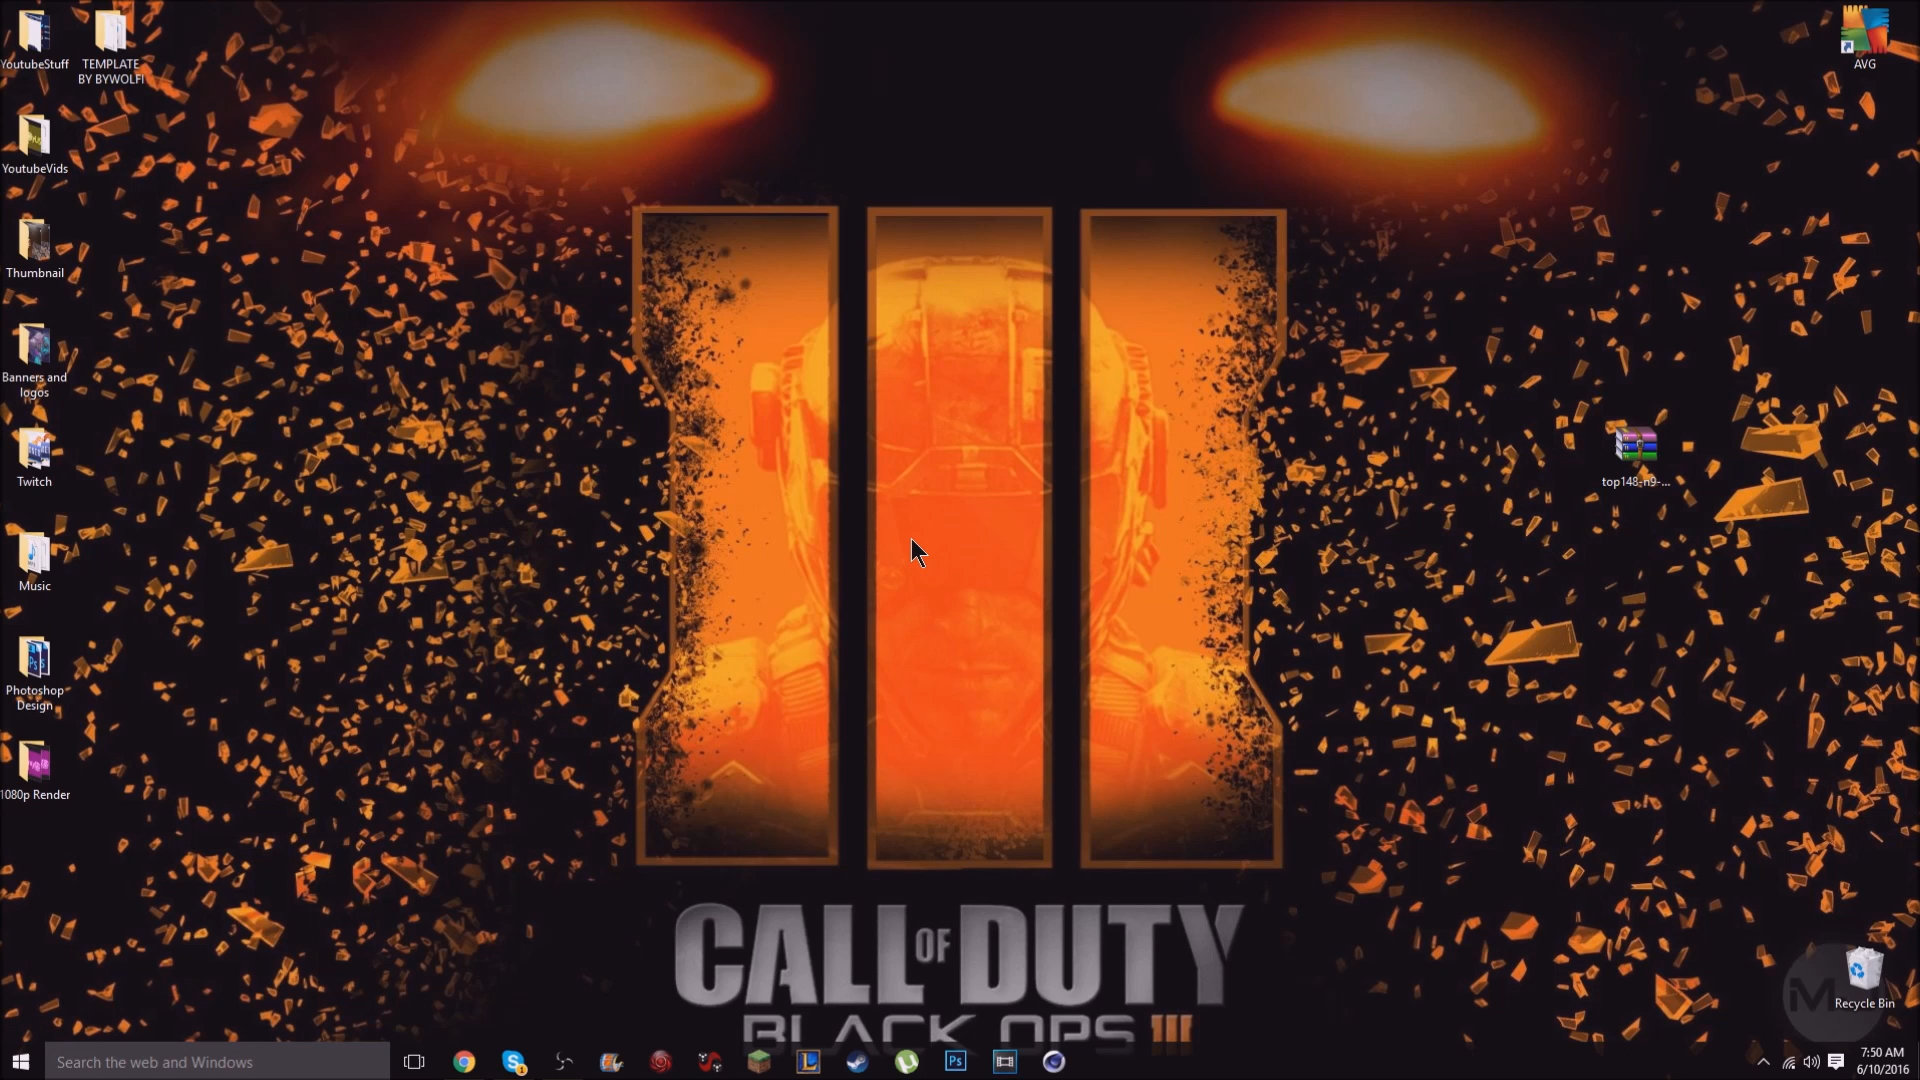 YoutubeStuff
TEMPLATE
BY BYWOLFI
AVG
YoutubeVids
Thumbnail
Banners and
logos
Twitch
top148-n9-...
Music
Photoshop
Design
1080p Render
CALL OF DUTY
BLACK OPS III
Recycle Bin
Search the web and Windows
7:50 AM
6/10/2016